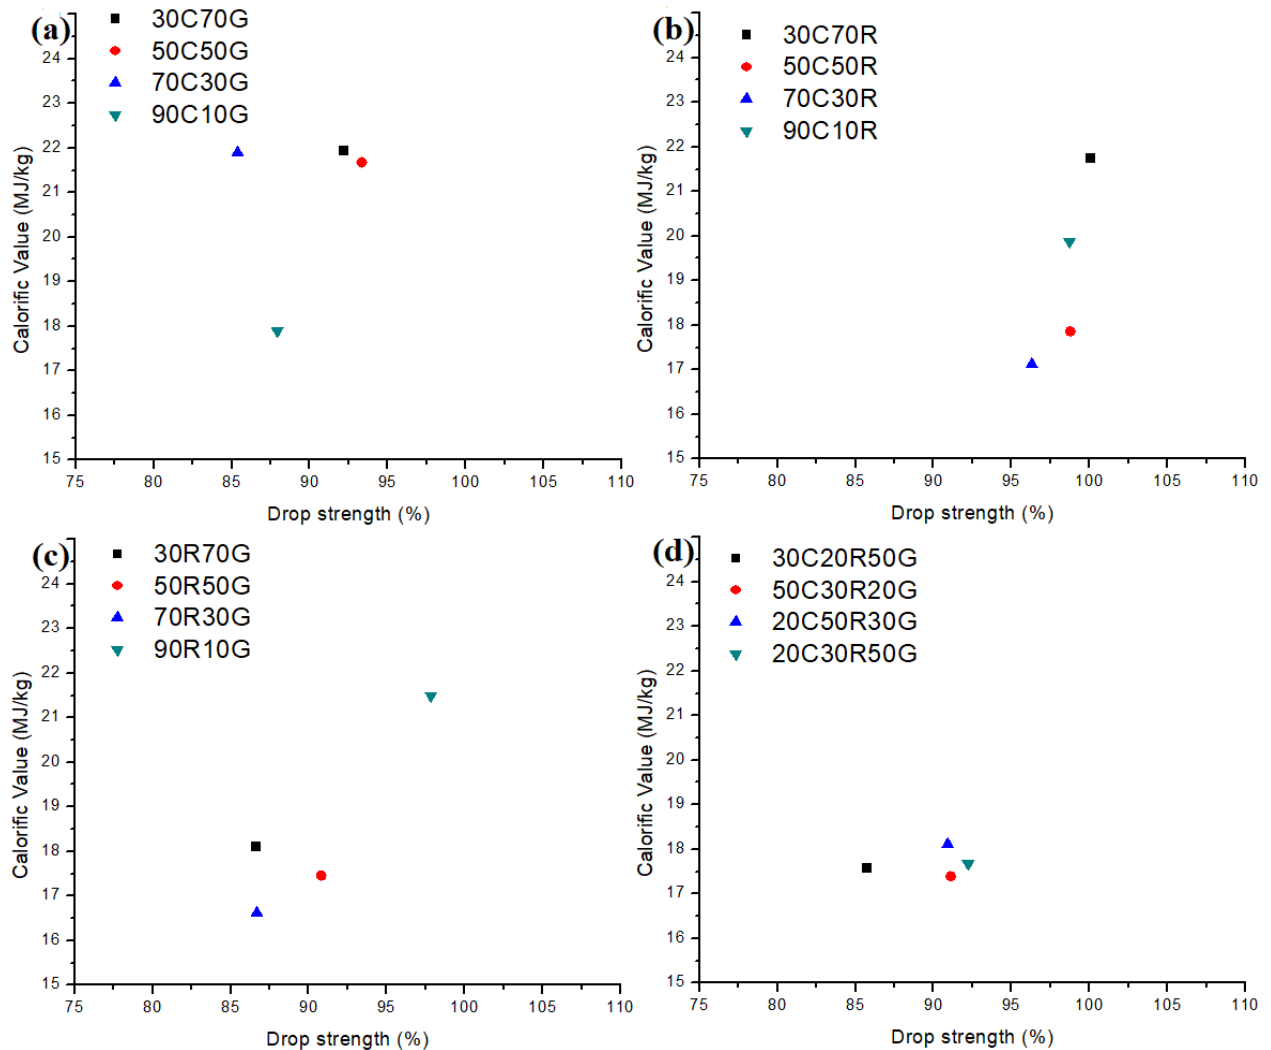 (a)
30C70G
50C50G
70C30G
90C10G
24
23
22
21
20
19
18
17
16
15
Calorific Value (MJ/kg)
75 80 85 90 95 100 105 110
Drop strength (%)
(b)
30C70R
50C50R
70C30R
90C10R
24
23
22
21
20
19
18
17
16
15
Calorific Value (MJ/kg)
75 80 85 90 95 100 105 110
Drop strength (%)
(c)
30R70G
50R50G
70R30G
90R10G
24
23
22
21
20
19
18
17
16
15
Calorific Value (MJ/kg)
75 80 85 90 95 100 105 110
Drop strength (%)
(d)
30C20R50G
50C30R20G
20C50R30G
20C30R50G
24
23
22
21
20
19
18
17
16
15
Calorific Value (MJ/kg)
75 80 85 90 95 100 105 110
Drop strength (%)